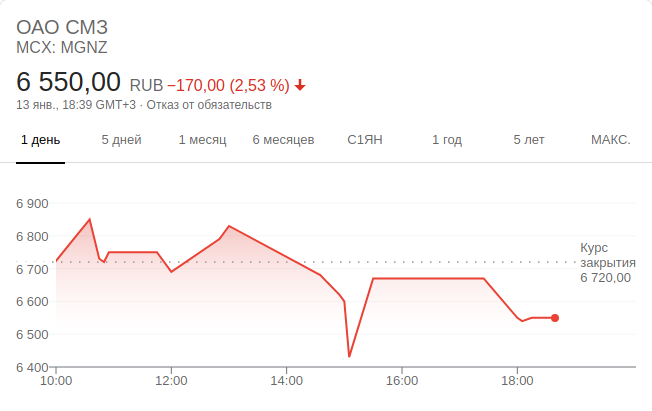 ОАО СМЗ
MCX: MGNZ
6 550,00 RUB −170,00 (2,53 %)
13 янв., 18:39 GMT+3 · Отказ от обязательств
1 день 5 дней 1 месяц 6 месяцев С1ЯН 1 год 5 лет МАКС.
6 900
6 800
6 700
6 600
6 500
6 400
Курс
закрытия
6 720,00
10:00 12:00 14:00 16:00 18:00